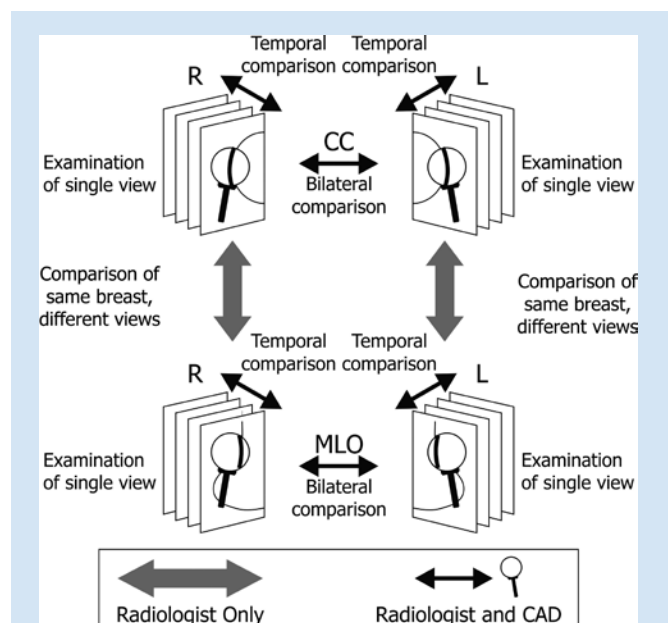 Temporal comparison
Temporal comparison
R
L
CC
Bilateral
comparison
Examination
of single view
Examination
of single view
Comparison of
same breast,
different views
Comparison of
same breast,
different views
Temporal
comparison
Temporal
comparison
R
L
MLO
Bilateral
comparison
Examination
of single view
Examination
of single view
Radiologist Only
Radiologist and CAD